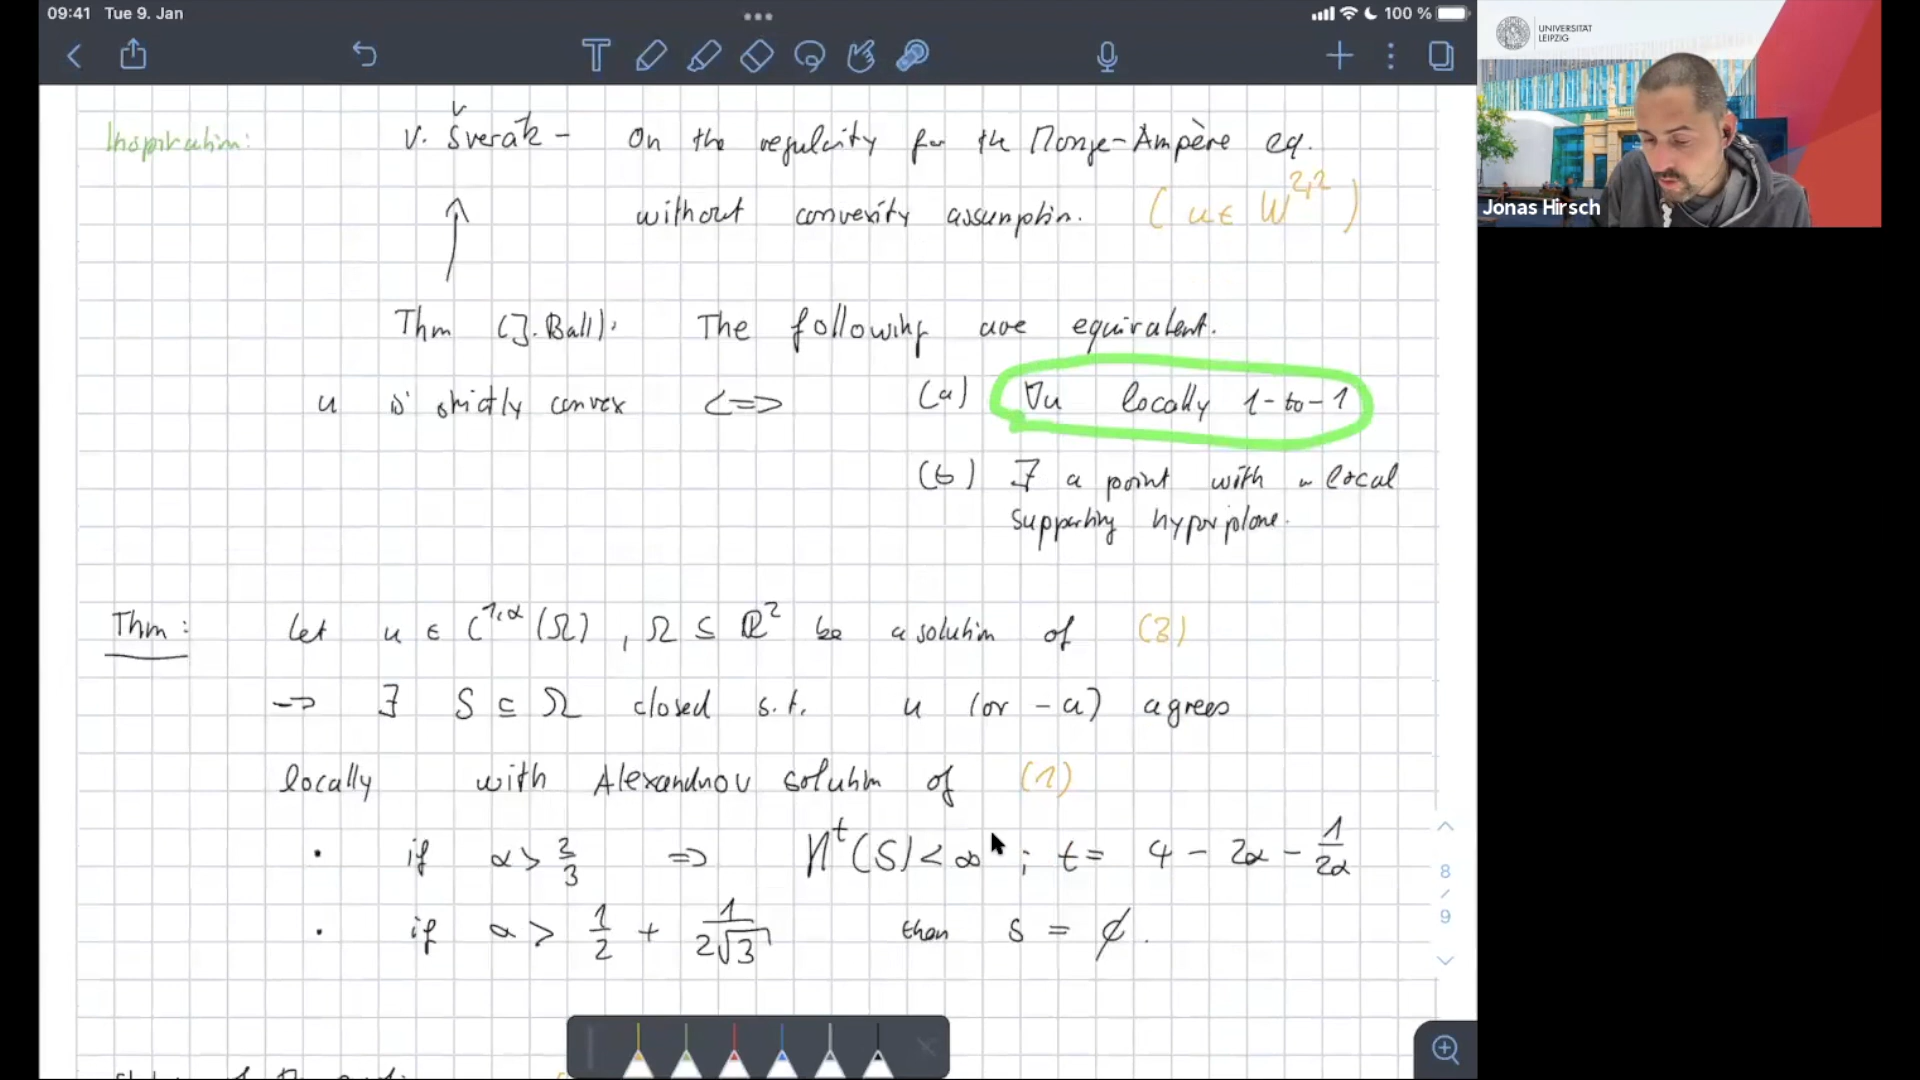 09:41 Tue 9. Jan
100 %
UNIVERSITÄT
LEIPZIG
Jonas Hirsch
Inspiration: V. Šverák – On the regularity for the Monge-Ampère eq.
without convexity assumption. (u ∈ W^{2,2})
Thm (J. Ball): The following are equivalent.
u is strictly convex <=> (a) ∇u locally 1-to-1
(b) ∃ a point with a local
supporting hyperplane.
Thm: Let u ∈ C^{1,α}(Ω), Ω ⊆ ℝ^2 be a solution of (3)
=> ∃ S ⊆ Ω closed s.t. u (or -u) agrees
locally with Alexandrov solution of (1)
• if α > 2/3 => H^t(S) < ∞ ; t = 4 - 2α - 1/2α
• if α > 1/2 + 1/2√3 then S = ∅.
8
/
9